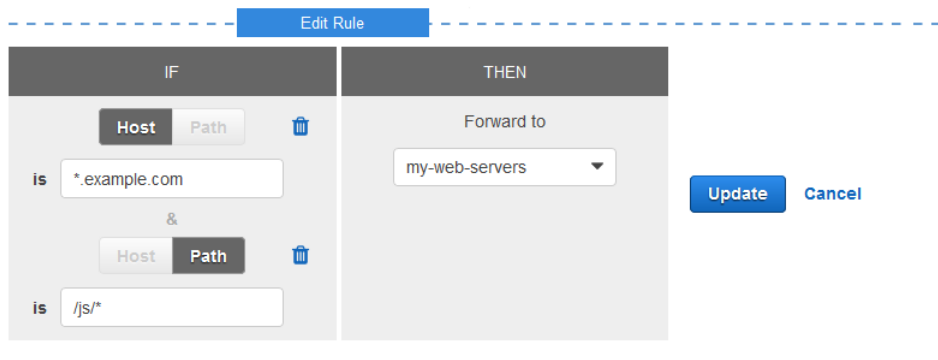 Edit Rule
IF
THEN
Host Path
Forward to
is *.example.com
my-web-servers
Update Cancel
&
Host Path
is /js/*